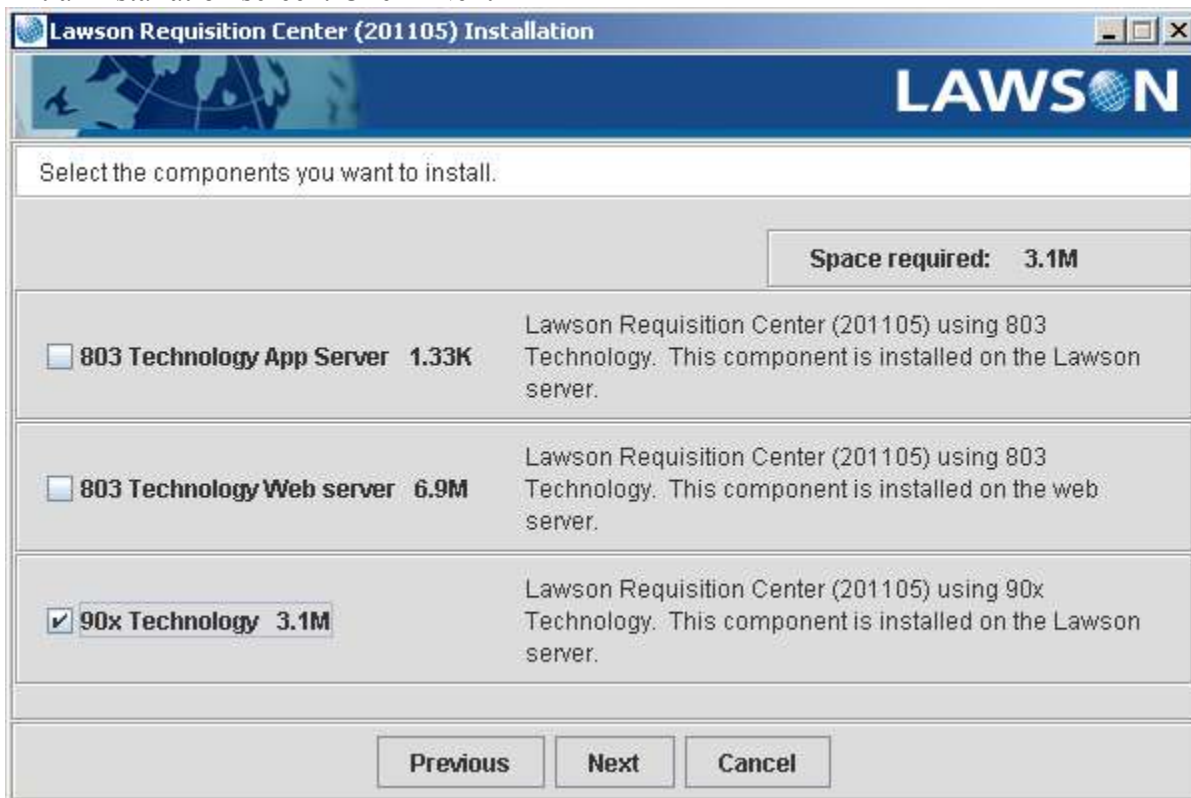 Lawson Requisition Center (201105) Installation
LAWSON
Select the components you want to install.
Space required: 3.1M
803 Technology App Server 1.33K
Lawson Requisition Center (201105) using 803
Technology. This component is installed on the Lawson
server.
803 Technology Web server 6.9M
Lawson Requisition Center (201105) using 803
Technology. This component is installed on the web
server.
90x Technology 3.1M
Lawson Requisition Center (201105) using 90x
Technology. This component is installed on the Lawson
server.
Previous Next Cancel